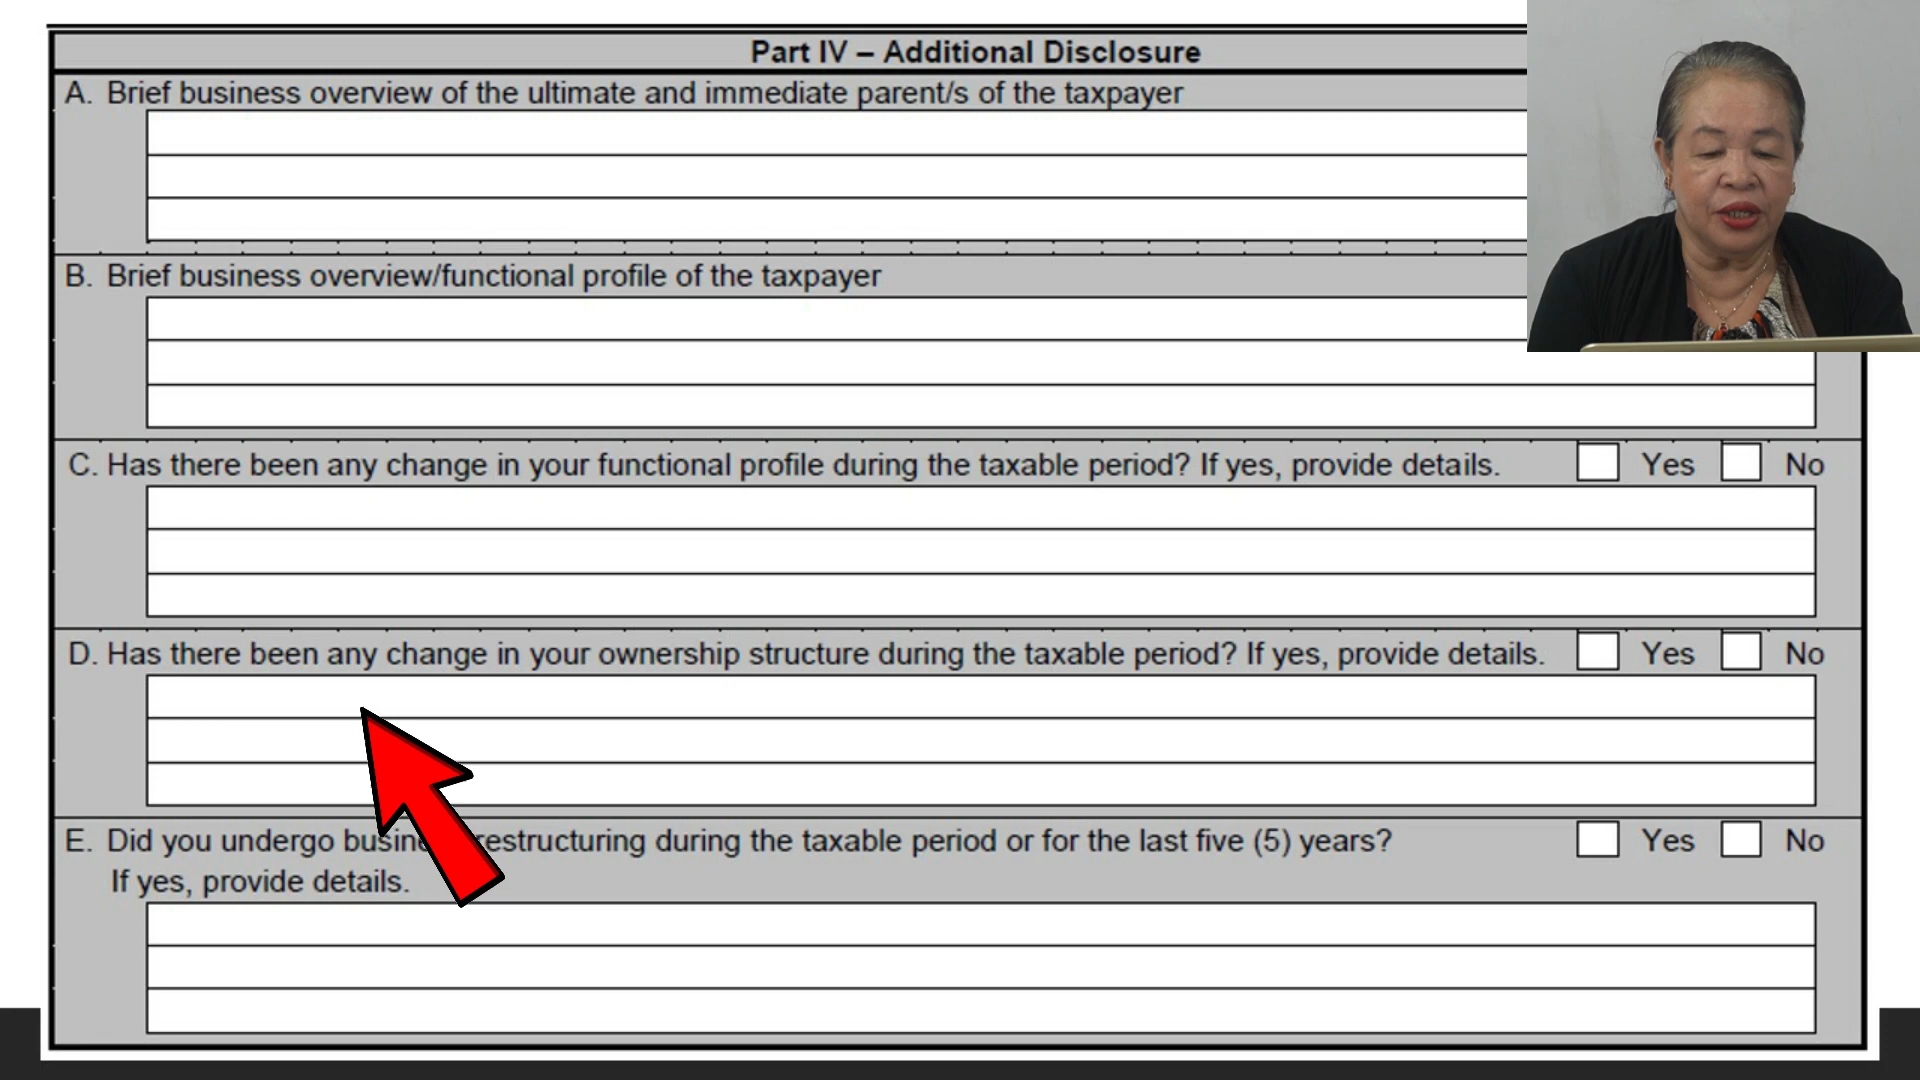 Part IV – Additional Disclosure
A. Brief business overview of the ultimate and immediate parent/s of the taxpayer
B. Brief business overview/functional profile of the taxpayer
C. Has there been any change in your functional profile during the taxable period? If yes, provide details. Yes No
D. Has there been any change in your ownership structure during the taxable period? If yes, provide details. Yes No
E. Did you undergo restructuring during the taxable period or for the last five (5) years? Yes No
If yes, provide details.